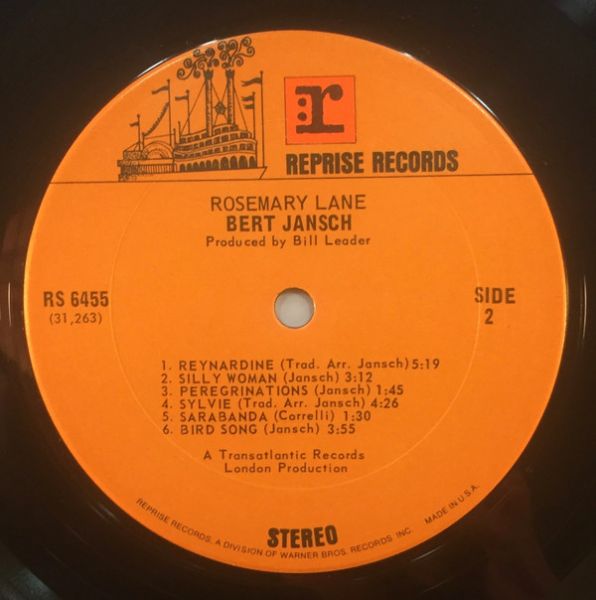 r:
REPRISE RECORDS
ROSEMARY LANE
BERT JANSCH
Produced by Bill Leader
RS 6455
(31,263)
SIDE
2
1. REYNARDINE (Trad. Arr. Jansch) 5:19
2. SILLY WOMAN (Jansch) 3:12
3. PEREGRINATIONS (Jansch) 1:45
4. SYLVIE (Trad. Arr. Jansch) 4:26
5. SARABANDA (Correlli) 1:30
6. BIRD SONG (Jansch) 3:55
A Transatlantic Records
London Production
STEREO
REPRISE RECORDS, A DIVISION OF WARNER BROS. RECORDS INC. MADE IN U.S.A.